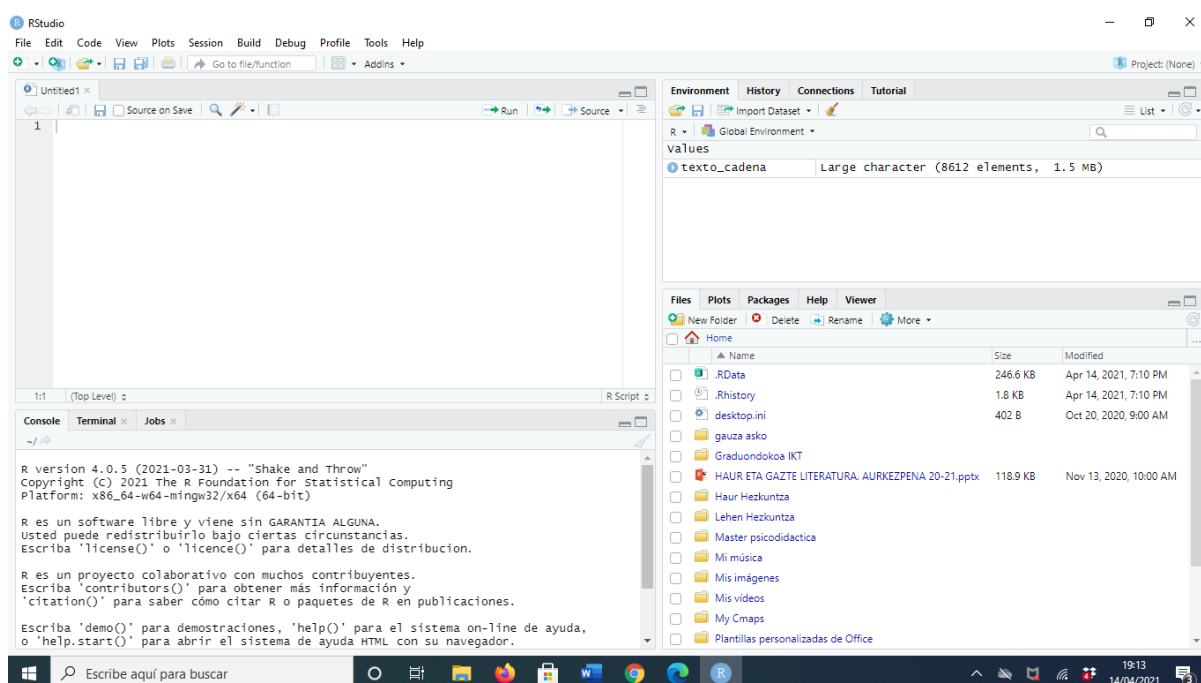 RStudio
File Edit Code View Plots Session Build Debug Profile Tools Help
Go to file/function Addins Project: (None)
Untitled1
Source on Save Run Source
1
1:1 (Top Level) R Script
Console Terminal Jobs
~/
R version 4.0.5 (2021-03-31) -- "Shake and Throw"
Copyright (C) 2021 The R Foundation for Statistical Computing
Platform: x86_64-w64-mingw32/x64 (64-bit)
R es un software libre y viene sin GARANTIA ALGUNA.
Usted puede redistribuirlo bajo ciertas circunstancias.
Escriba 'license()' o 'licence()' para detalles de distribucion.
R es un proyecto colaborativo con muchos contribuyentes.
Escriba 'contributors()' para obtener más información y
'citation()' para saber cómo citar R o paquetes de R en publicaciones.
Escriba 'demo()' para demostraciones, 'help()' para el sistema on-line de ayuda,
o 'help.start()' para abrir el sistema de ayuda HTML con su navegador.
Environment History Connections Tutorial
Import Dataset List
R Global Environment
Values
texto_cadena Large character (8612 elements, 1.5 MB)
Files Plots Packages Help Viewer
New Folder Delete Rename More
Home
Name Size Modified
.RData 246.6 KB Apr 14, 2021, 7:10 PM
.Rhistory 1.8 KB Apr 14, 2021, 7:10 PM
desktop.ini 402 B Oct 20, 2020, 9:00 AM
gauza asko
Graduondokoa IKT
HAUR ETA GAZTE LITERATURA. AURKEZPENA 20-21.pptx 118.9 KB Nov 13, 2020, 10:00 AM
Haur Hezkuntza
Lehen Hezkuntza
Master psicodidactica
Mi música
Mis imágenes
Mis vídeos
My Cmaps
Plantillas personalizadas de Office
Escribe aquí para buscar
19:13
14/04/2021